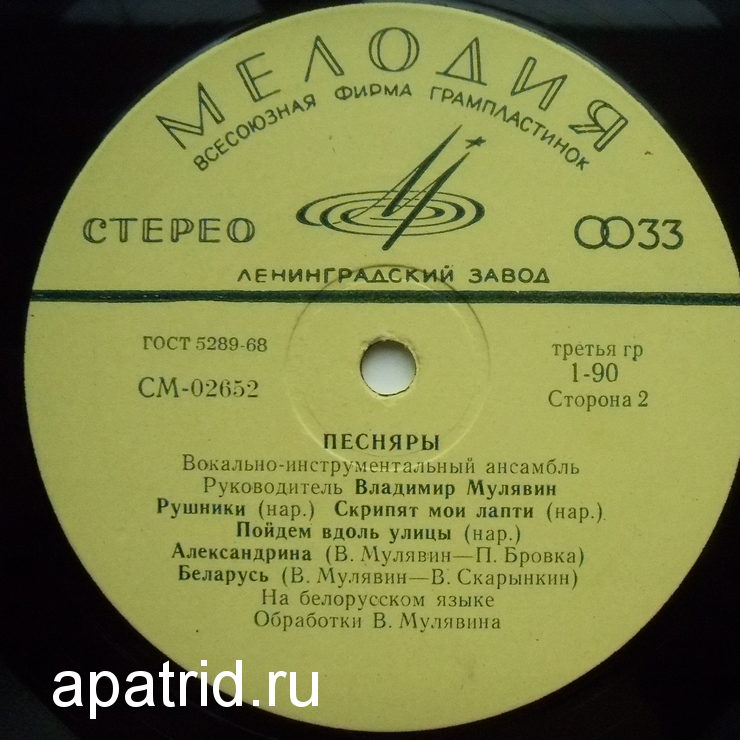 МЕЛОДИЯ
ВСЕСОЮЗНАЯ ФИРМА ГРАМПЛАСТИНОК
СТЕРЕО
33
ЛЕНИНГРАДСКИЙ ЗАВОД
ГОСТ 5289-68
третья гр
СМ-02652
1-90
Сторона 2
ПЕСНЯРЫ
Вокально-инструментальный ансамбль
Руководитель Владимир Мулявин
Рушники (нар.) Скрипят мои лапти (нар.)
Пойдем вдоль улицы (нар.)
Александрина (В. Мулявин—П. Бровка)
Беларусь (В. Мулявин—В. Скарынкин)
На белорусском языке
Обработки В. Мулявина
apatrid.ru